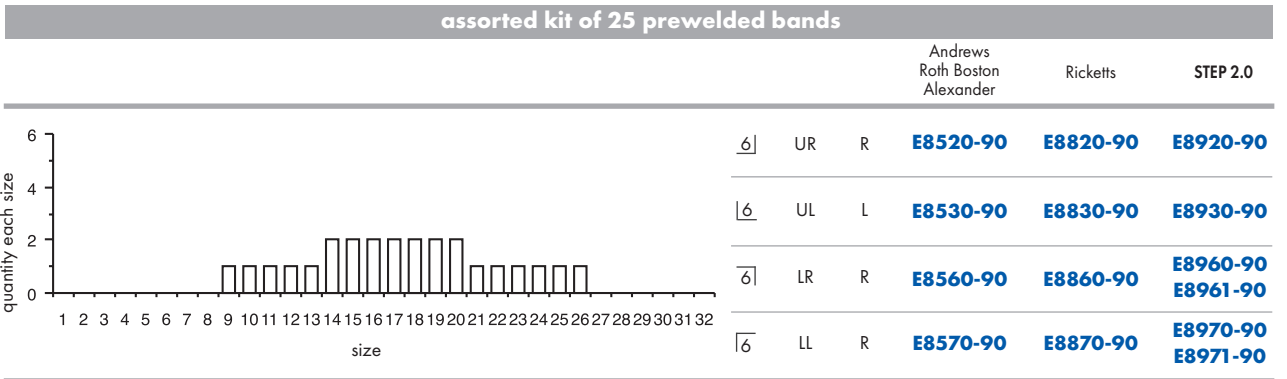 assorted kit of 25 prewelded bands
Andrews
Roth Boston
Alexander
Ricketts
STEP 2.0
quantity each size
6
4
2
0
1 2 3 4 5 6 7 8 9 10 11 12 13 14 15 16 17 18 19 20 21 22 23 24 25 26 27 28 29 30 31 32
size
6 UR R E8520-90 E8820-90 E8920-90
6 UL L E8530-90 E8830-90 E8930-90
6 LR R E8560-90 E8860-90 E8960-90
E8961-90
6 LL R E8570-90 E8870-90 E8970-90
E8971-90